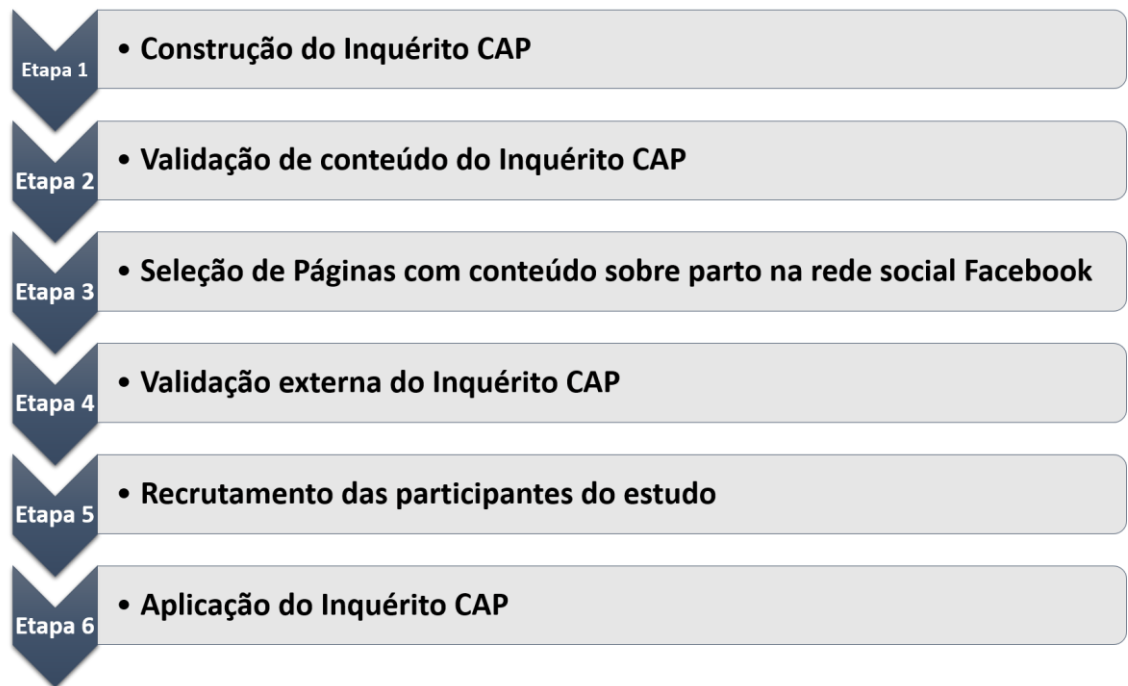 Etapa 1
• Construção do Inquérito CAP
Etapa 2
• Validação de conteúdo do Inquérito CAP
Etapa 3
• Seleção de Páginas com conteúdo sobre parto na rede social Facebook
Etapa 4
• Validação externa do Inquérito CAP
Etapa 5
• Recrutamento das participantes do estudo
Etapa 6
• Aplicação do Inquérito CAP